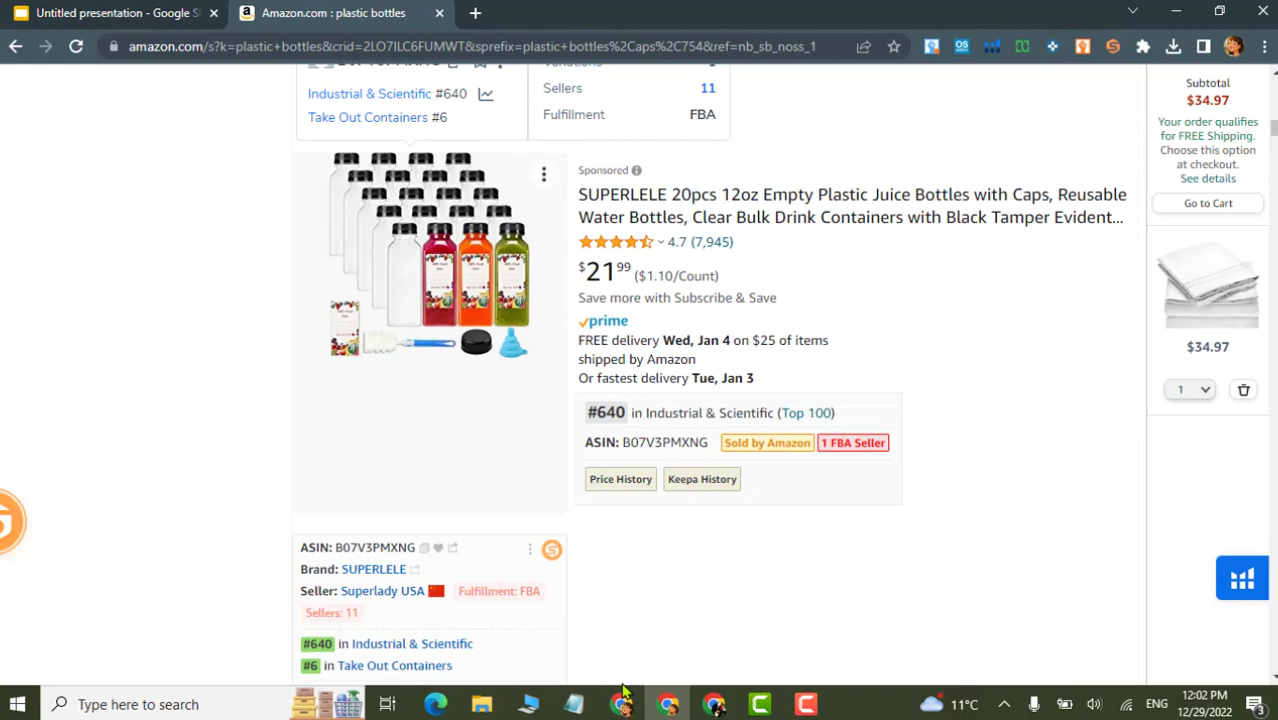 Untitled presentation - Google S
Amazon.com : plastic bottles
amazon.com/s?k=plastic+bottles&crid=2LO7ILC6FUMWT&sprefix=plastic+bottles%2Caps%2C754&ref=nb_sb_noss_1
Sellers 11
Industrial & Scientific #640
Fulfillment FBA
Take Out Containers #6
Sponsored
SUPERLELE 20pcs 12oz Empty Plastic Juice Bottles with Caps, Reusable
Water Bottles, Clear Bulk Drink Containers with Black Tamper Evident...
4.7 (7,945)
$21 99 ($1.10/Count)
Save more with Subscribe & Save
prime
FREE delivery Wed, Jan 4 on $25 of items
shipped by Amazon
Or fastest delivery Tue, Jan 3
#640 in Industrial & Scientific (Top 100)
ASIN: B07V3PMXNG Sold by Amazon 1 FBA Seller
Price History Keepa History
ASIN: B07V3PMXNG
Brand: SUPERLELE
Seller: Superlady USA Fulfillment: FBA
Sellers: 11
#640 in Industrial & Scientific
#6 in Take Out Containers
Subtotal
$34.97
Your order qualifies
for FREE Shipping.
Choose this option
at checkout.
See details
Go to Cart
$34.97
1
Type here to search
11°C
ENG
12:02 PM
12/29/2022
3